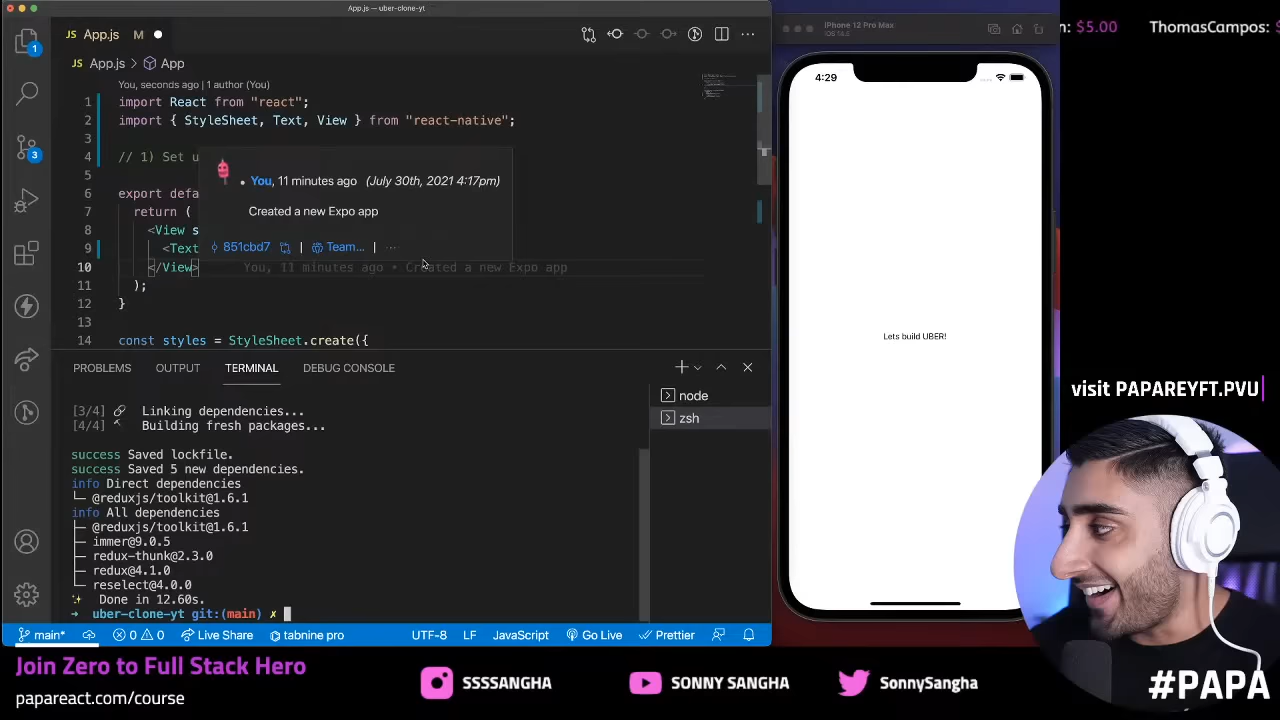 App.js — uber-clone-yt
JS App.js M
JS App.js > App
You, seconds ago | 1 author (You)
1 import React from "react";
2 import { StyleSheet, Text, View } from "react-native";
3
4 // 1) Set u
5
6 export defa
7 return (
8 <View s
9 <Text
10 </View> You, 11 minutes ago • Created a new Expo app
11 );
12 }
13
14 const styles = StyleSheet.create({
You, 11 minutes ago (July 30th, 2021 4:17pm)
Created a new Expo app
851cbd7 | Team... | ...
1
3
PROBLEMS OUTPUT TERMINAL DEBUG CONSOLE
node
zsh
[3/4] Linking dependencies...
[4/4] Building fresh packages...
success Saved lockfile.
success Saved 5 new dependencies.
info Direct dependencies
└─ @reduxjs/toolkit@1.6.1
info All dependencies
├─ @reduxjs/toolkit@1.6.1
├─ immer@9.0.5
├─ redux-thunk@2.3.0
├─ redux@4.1.0
└─ reselect@4.0.0
✨ Done in 12.60s.
→ uber-clone-yt git:(main) ✗
main* 0 0 Live Share tabnine pro UTF-8 LF JavaScript Go Live Prettier
iPhone 12 Pro Max
iOS 14.5
4:29
Lets build UBER!
n: $5.00 ThomasCampos:
visit PAPAREYFT.PVU
Join Zero to Full Stack Hero
papareact.com/course
SSSSANGHA
SONNY SANGHA
SonnySangha
#PAPA